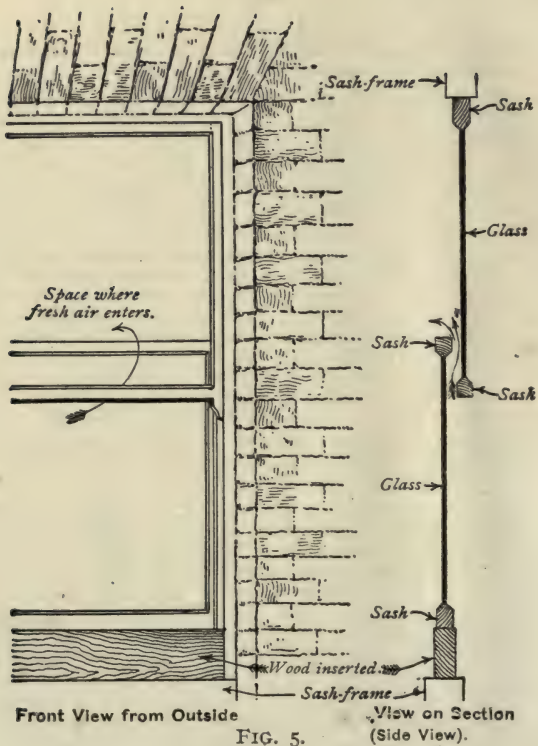 Sash-frame
Sash
Glass
Space where
fresh air enters.
Sash
Sash
Glass
Sash
Wood inserted.
Sash-frame
Front View from Outside
View on Section
(Side View).
FIG. 5.